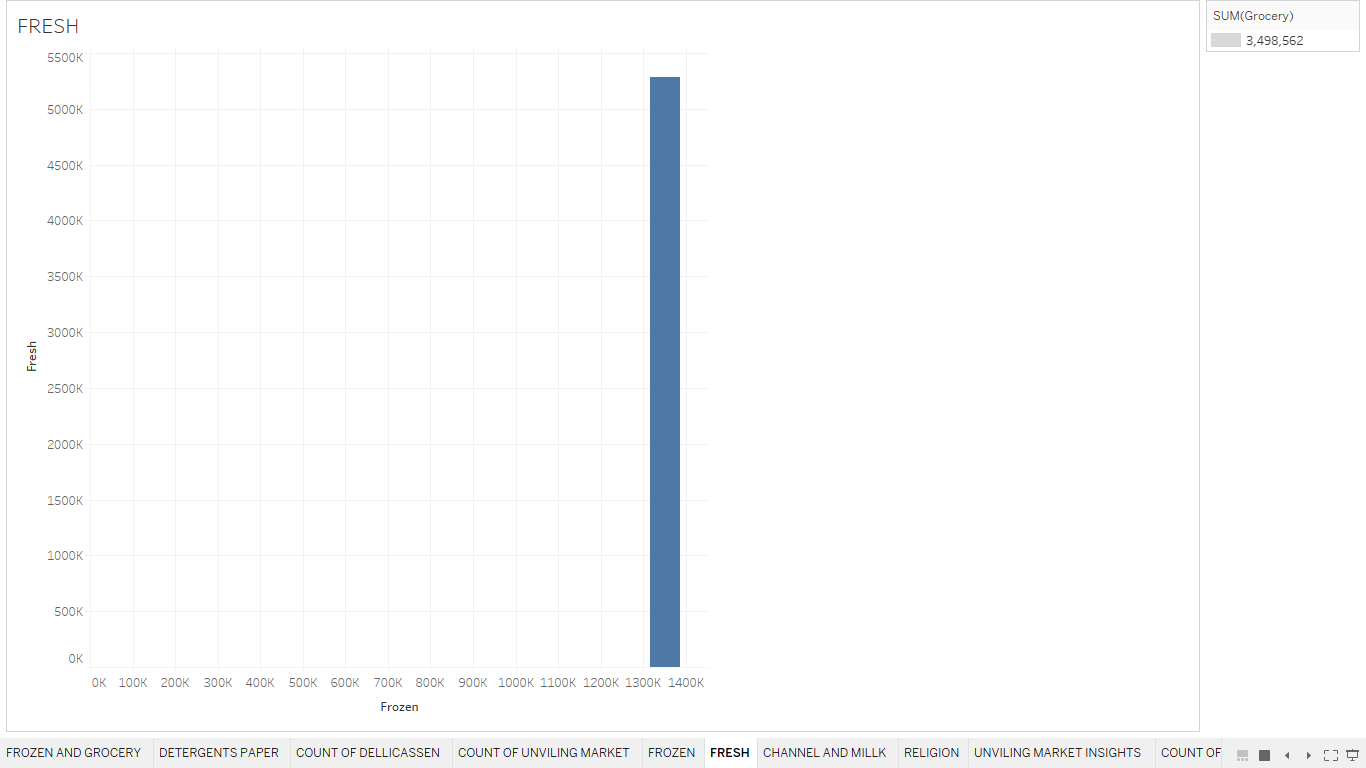 FRESH
SUM(Grocery)
3,498,562
5500K
5000K
4500K
4000K
3500K
3000K
2500K
2000K
1500K
1000K
500K
0K
Fresh
0K 100K 200K 300K 400K 500K 600K 700K 800K 900K 1000K 1100K 1200K 1300K 1400K
Frozen
FROZEN AND GROCERY DETERGENTS PAPER COUNT OF DELLICASSEN COUNT OF UNVILING MARKET FROZEN FRESH CHANNEL AND MILLK RELIGION UNVILING MARKET INSIGHTS COUNT OF